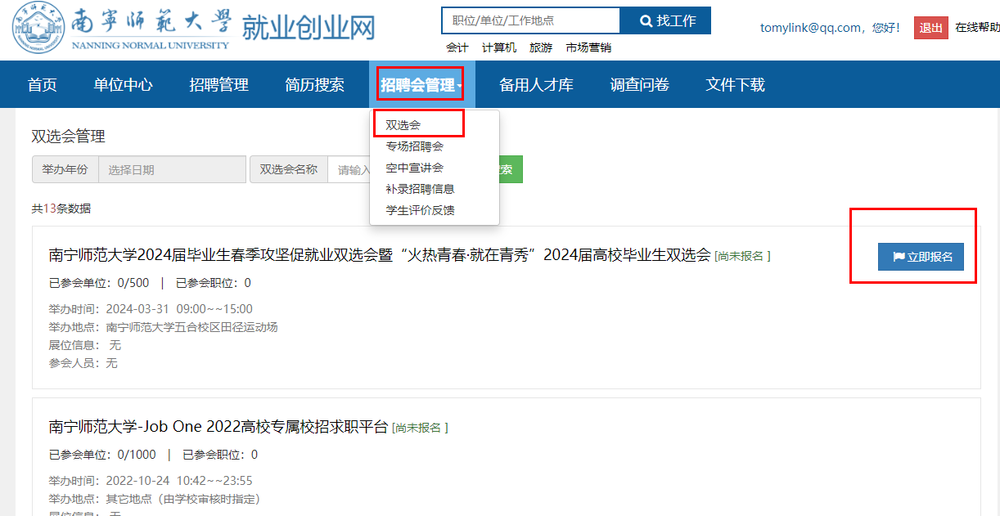 南宁师范大学 就业创业网
NANNING NORMAL UNIVERSITY
职位/单位/工作地点 找工作
会计 计算机 旅游 市场营销
tomylink@qq.com，您好! 退出 在线帮助
首页 单位中心 招聘管理 简历搜索 招聘会管理 备用人才库 调查问卷 文件下载
双选会
专场招聘会
空中宣讲会
补录招聘信息
学生评价反馈
双选会管理
举办年份 选择日期 双选会名称 请输入 索
共13条数据
南宁师范大学2024届毕业生春季攻坚促就业双选会暨“火热青春·就在青秀”2024届高校毕业生双选会 [尚未报名 ]
立即报名
已参会单位：0/500 | 已参会职位：0
举办时间：2024-03-31 09:00~~15:00
举办地点：南宁师范大学五合校区田径运动场
展位信息： 无
参会人员：无
南宁师范大学-Job One 2022高校专属校招求职平台 [尚未报名 ]
已参会单位：0/1000 | 已参会职位：0
举办时间：2022-10-24 10:42~~23:55
举办地点：其它地点（由学校审核时指定）